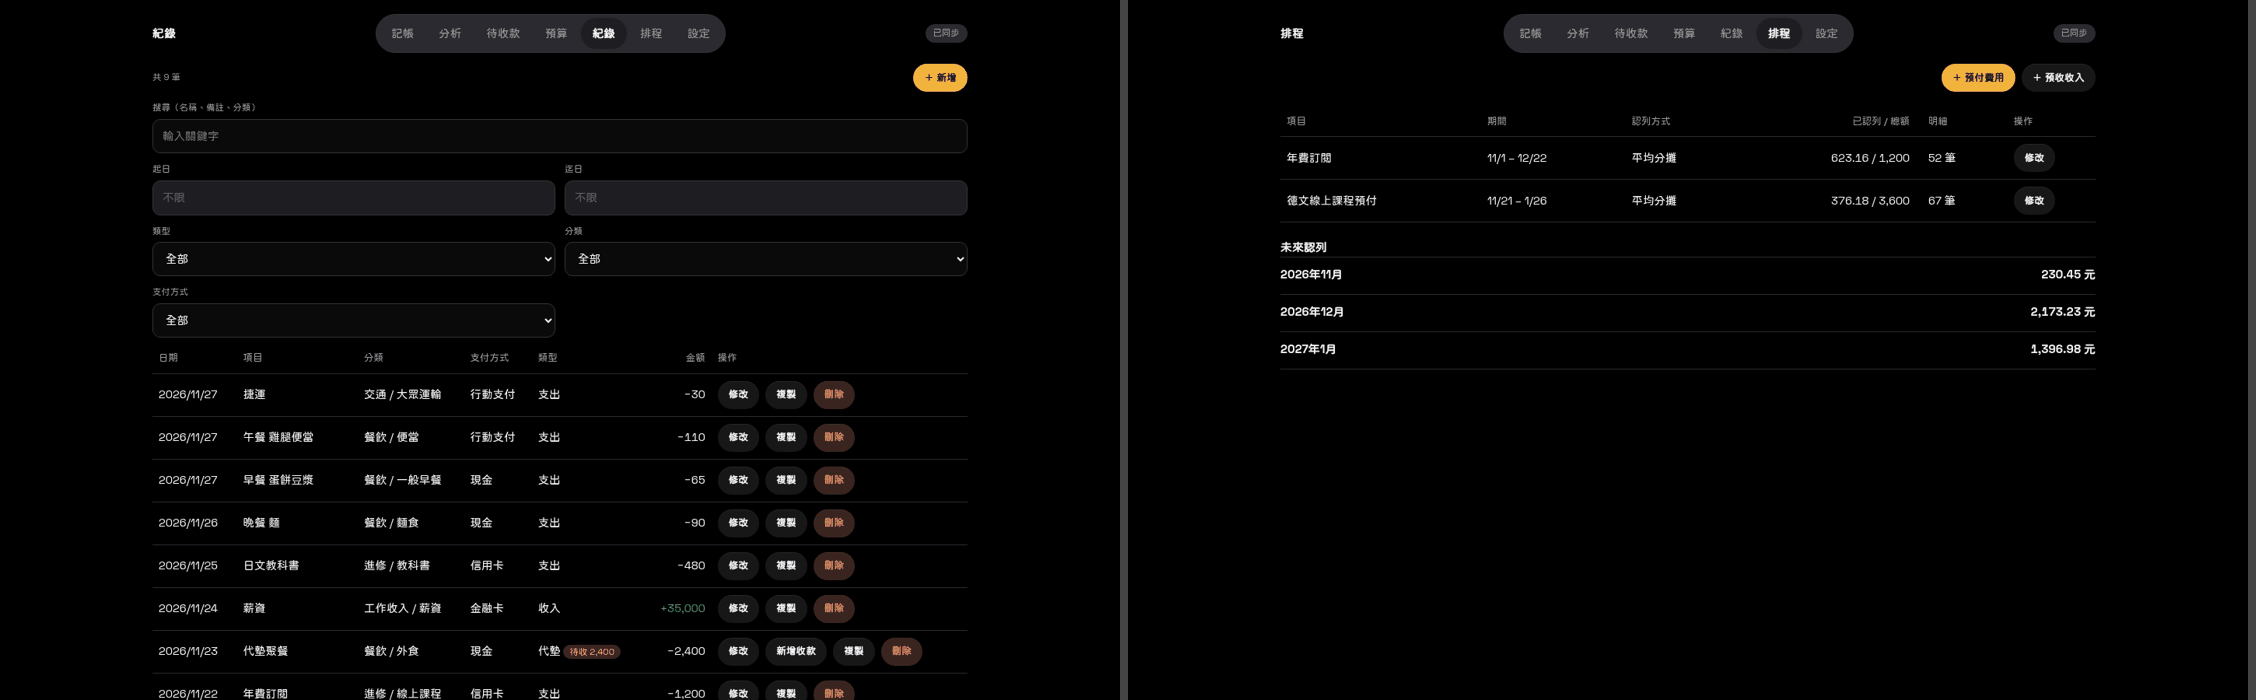 紀錄
記帳 分析 待收款 預算 紀錄 排程 設定
已同步
共 9 筆
+ 新增
搜尋（名稱、備註、分類）
輸入關鍵字
起日 迄日
不限 不限
類型 分類
全部 全部
支付方式
全部
日期 項目 分類 支付方式 類型 金額 操作
2026/11/27 捷運 交通 / 大眾運輸 行動支付 支出 -30 修改 複製 刪除
2026/11/27 午餐 雞腿便當 餐飲 / 便當 行動支付 支出 -110 修改 複製 刪除
2026/11/27 早餐 蛋餅豆漿 餐飲 / 一般早餐 現金 支出 -65 修改 複製 刪除
2026/11/26 晚餐 麵 餐飲 / 麵食 現金 支出 -90 修改 複製 刪除
2026/11/25 日文教科書 進修 / 教科書 信用卡 支出 -480 修改 複製 刪除
2026/11/24 薪資 工作收入 / 薪資 金融卡 收入 +35,000 修改 複製 刪除
2026/11/23 代墊聚餐 餐飲 / 外食 現金 代墊 待收 2,400 -2,400 修改 新增收款 複製 刪除
2026/11/22 年費訂閱 進修 / 線上課程 信用卡 支出 -1,200 修改 複製 刪除
排程
記帳 分析 待收款 預算 紀錄 排程 設定
已同步
+ 預付費用 + 預收收入
項目 期間 認列方式 已認列 / 總額 明細 操作
年費訂閱 11/1 – 12/22 平均分攤 623.16 / 1,200 52 筆 修改
德文線上課程預付 11/21 – 1/26 平均分攤 376.18 / 3,600 67 筆 修改
未來認列
2026年11月 230.45 元
2026年12月 2,173.23 元
2027年1月 1,396.98 元